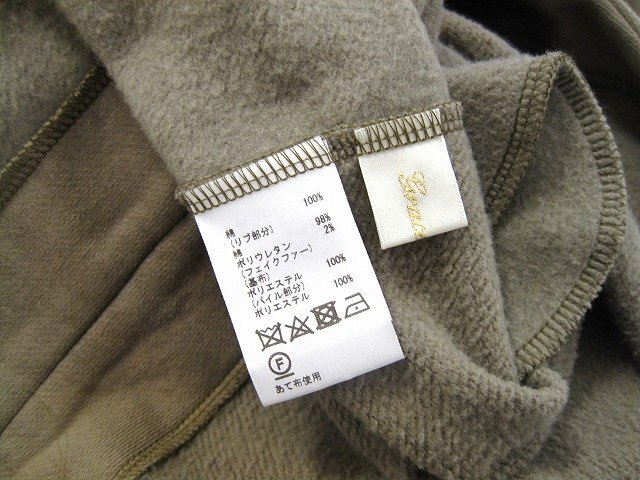 綿 100%
(リブ部分)
綿 98%
ポリウレタン 2%
(フェイクファー)
(基布)
ポリエステル 100%
(パイル部分)
ポリエステル 100%
F
あて布使用